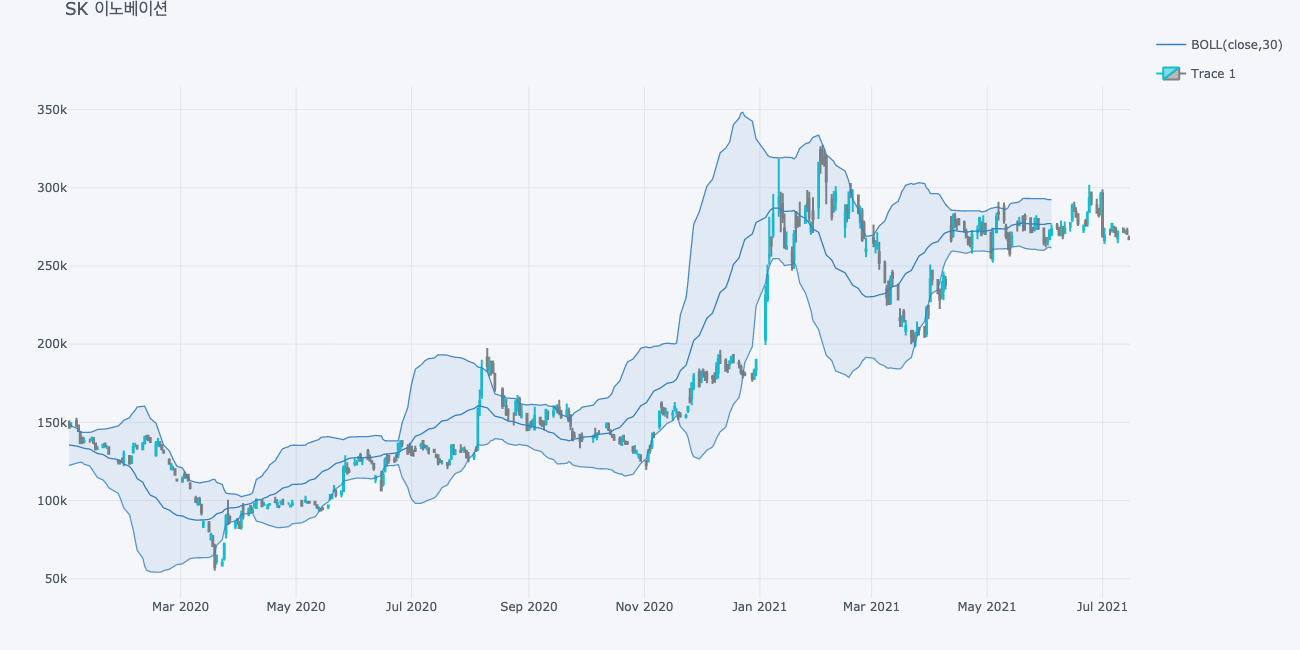 SK 이노베이션
BOLL(close,30)
Trace 1
350k
300k
250k
200k
150k
100k
50k
Mar 2020
May 2020
Jul 2020
Sep 2020
Nov 2020
Jan 2021
Mar 2021
May 2021
Jul 2021